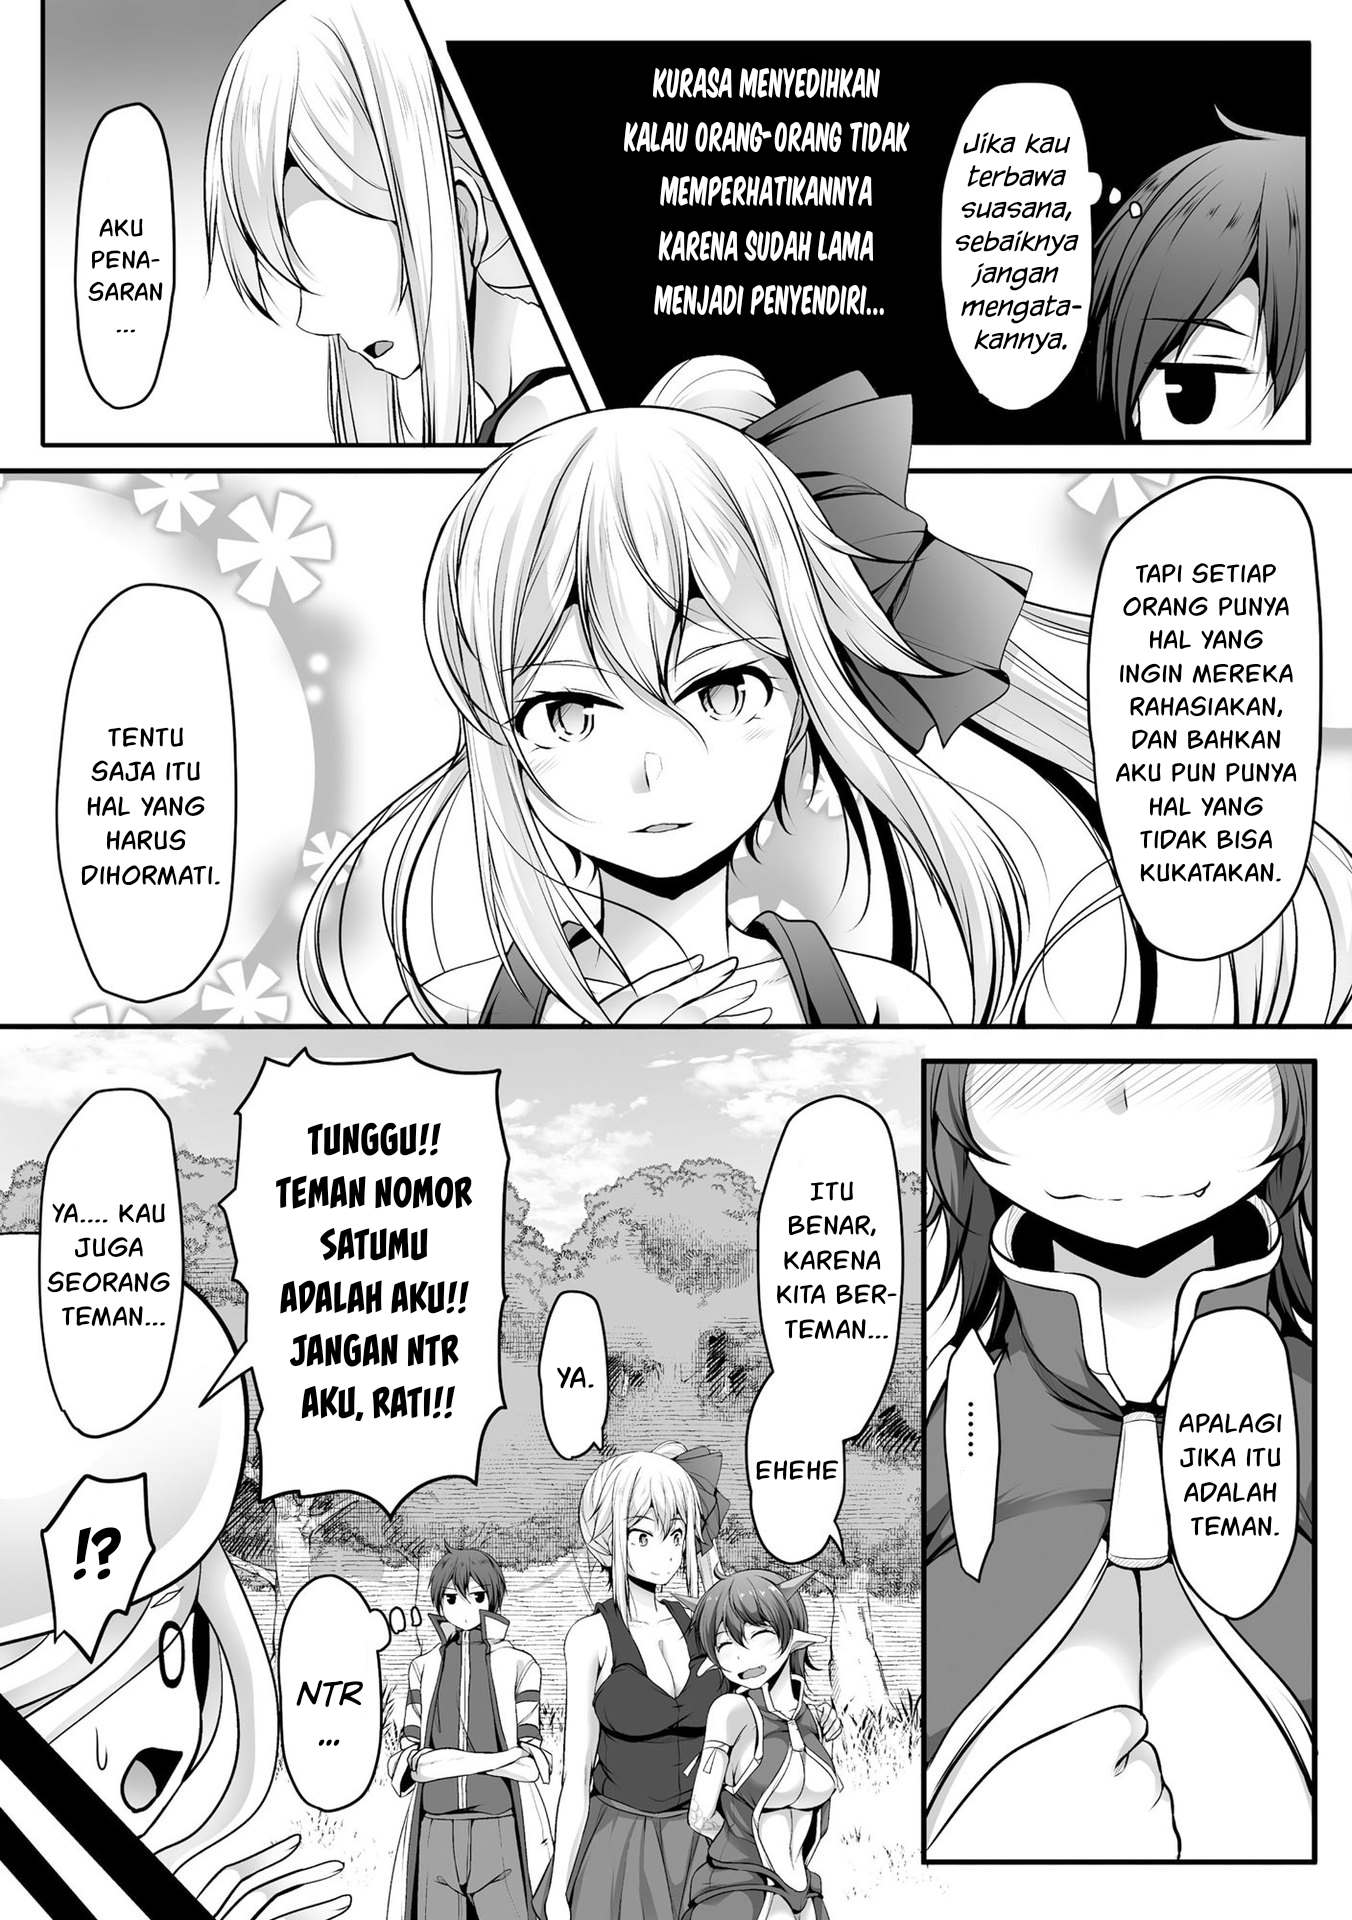 KURASA MENYEDIHKAN
KALAU ORANG-ORANG TIDAK
MEMPERHATIKANNYA
KARENA SUDAH LAMA
MENJADI PENYENDIRI...
Jika kau
terbawa
suasana,
sebaiknya
jangan
mengata-
kannya.
AKU
PENA-
SARAN
...
TAPI SETIAP
ORANG PUNYA
HAL YANG
INGIN MEREKA
RAHASIAKAN,
DAN BAHKAN
AKU PUN PUNYA
HAL YANG
TIDAK BISA
KUKATAKAN.
TENTU
SAJA ITU
HAL YANG
HARUS
DIHORMATI.
APALAGI
JIKA ITU
ADALAH
TEMAN.
........
ITU
BENAR,
KARENA
KITA BER-
TEMAN...
EHEHE
YA.
TUNGGU!!
TEMAN NOMOR
SATUMU
ADALAH AKU!!
JANGAN NTR
AKU, RATI!!
YA.... KAU
JUGA
SEORANG
TEMAN...
!?
NTR
...